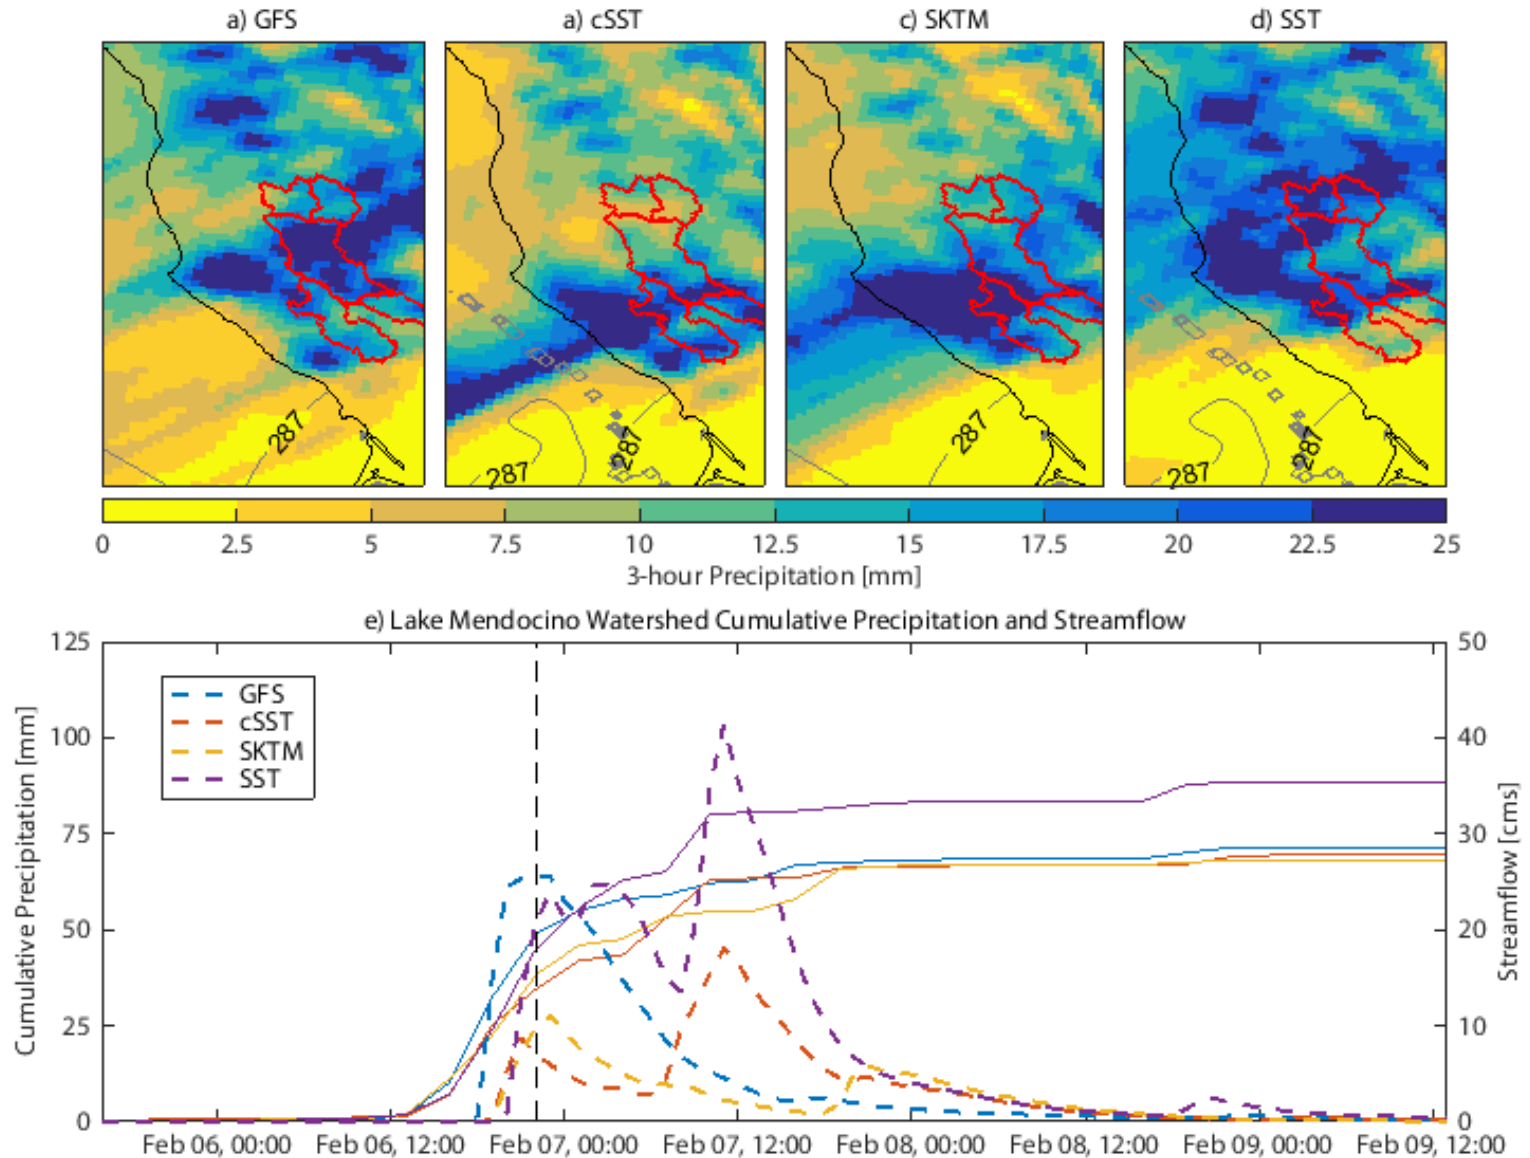 a) GFS a) cSST c) SKTM d) SST
287 287 287 287 287 287
0 2.5 5 7.5 10 12.5 15 17.5 20 22.5 25
3-hour Precipitation [mm]
e) Lake Mendocino Watershed Cumulative Precipitation and Streamflow
Cumulative Precipitation [mm]
125
100
75
50
25
0
GFS
cSST
SKTM
SST
50
40
30
20
10
0
Streamflow [cms]
Feb 06, 00:00 Feb 06, 12:00 Feb 07, 00:00 Feb 07, 12:00 Feb 08, 00:00 Feb 08, 12:00 Feb 09, 00:00 Feb 09, 12:00